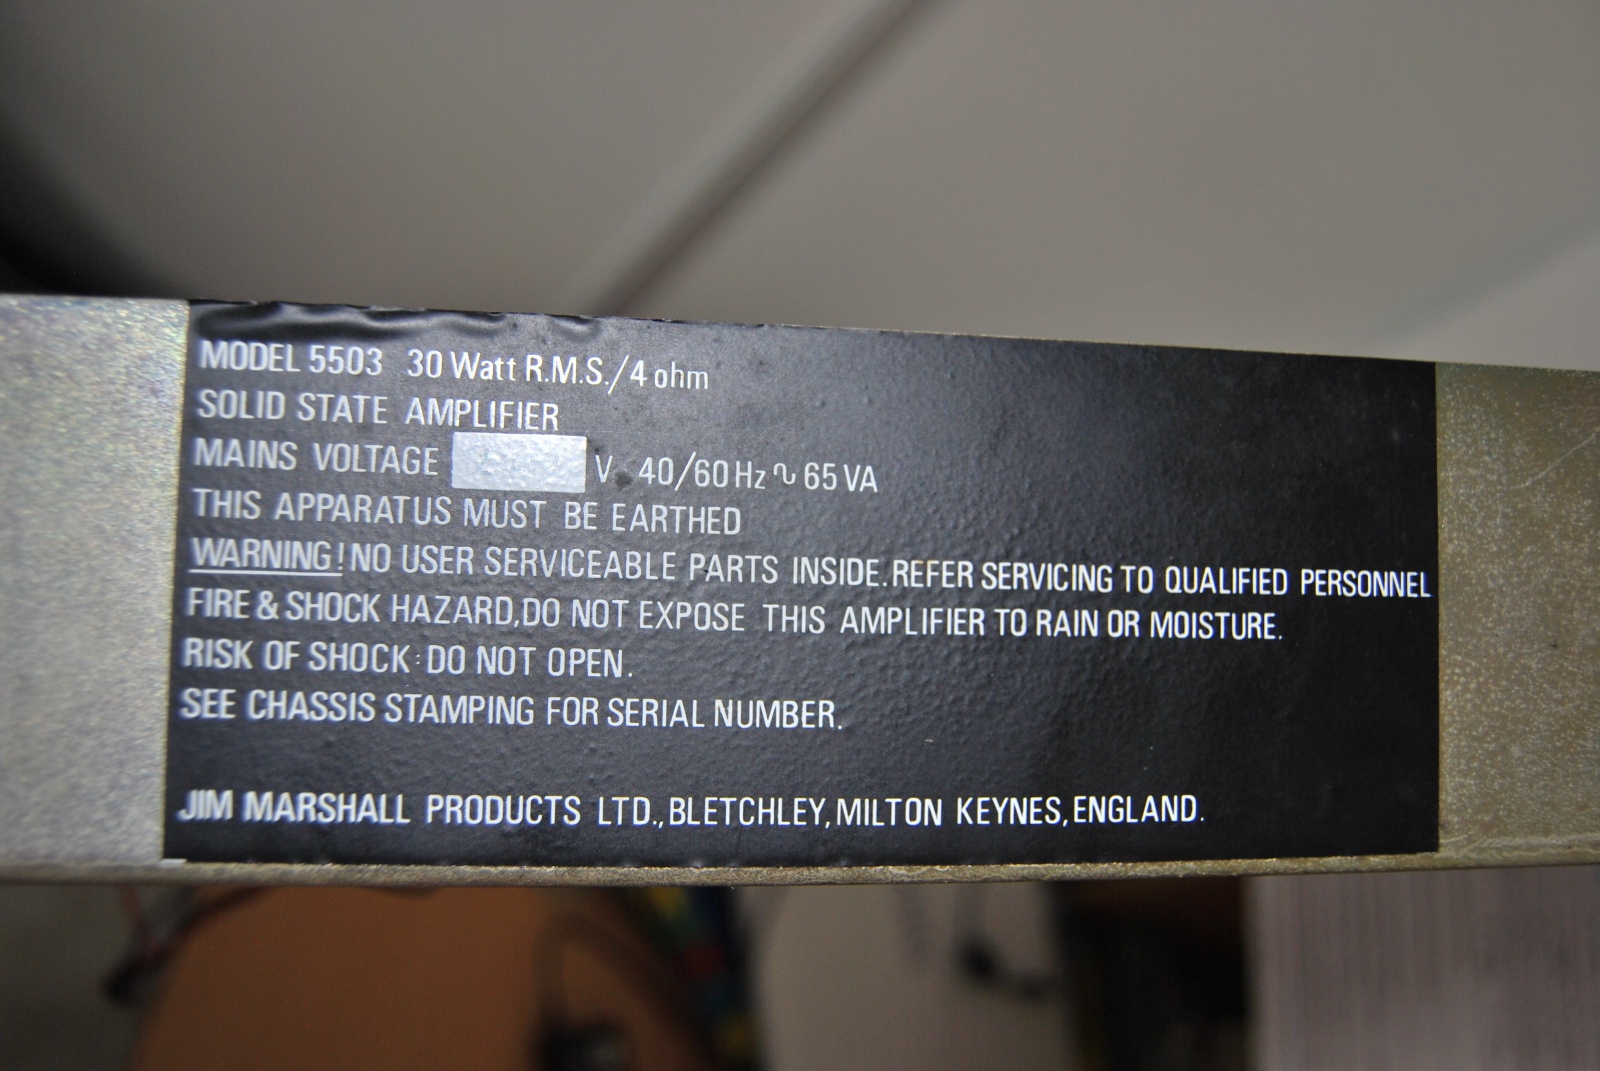 MODEL 5503 30 Watt R.M.S./4 ohm
SOLID STATE AMPLIFIER
MAINS VOLTAGE V 40/60 Hz ∿ 65 VA
THIS APPARATUS MUST BE EARTHED
WARNING! NO USER SERVICEABLE PARTS INSIDE. REFER SERVICING TO QUALIFIED PERSONNEL
FIRE & SHOCK HAZARD, DO NOT EXPOSE THIS AMPLIFIER TO RAIN OR MOISTURE.
RISK OF SHOCK: DO NOT OPEN.
SEE CHASSIS STAMPING FOR SERIAL NUMBER.
JIM MARSHALL PRODUCTS LTD., BLETCHLEY, MILTON KEYNES, ENGLAND.